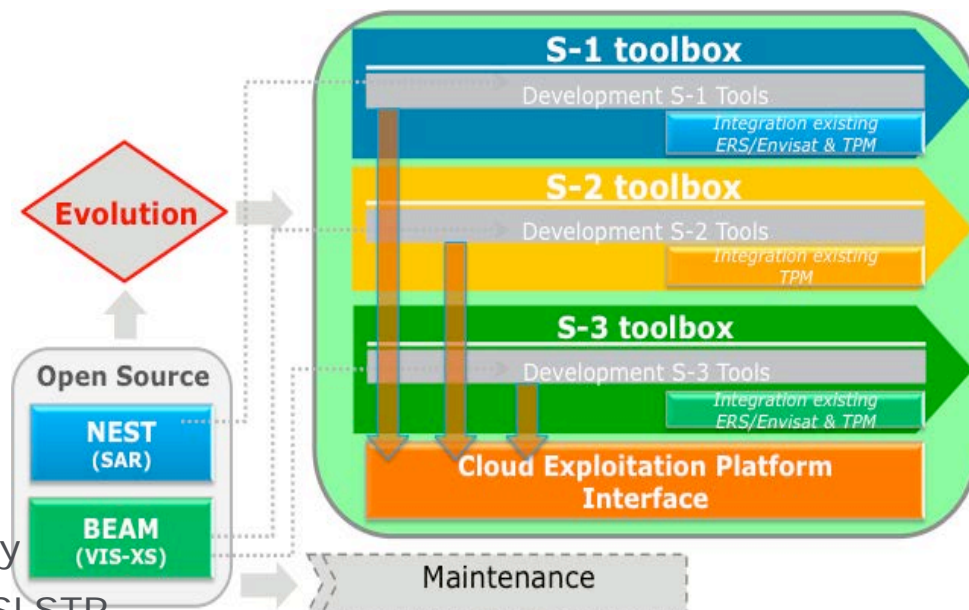 S-1 toolbox
Development S-1 Tools
Integration existing
ERS/Envisat & TPM
Evolution
S-2 toolbox
Development S-2 Tools
Integration existing
TPM
S-3 toolbox
Development S-3 Tools
Integration existing
ERS/Envisat & TPM
Open Source
NEST
(SAR)
BEAM
(VIS-XS)
Cloud Exploitation Platform
Interface
y
Maintenance